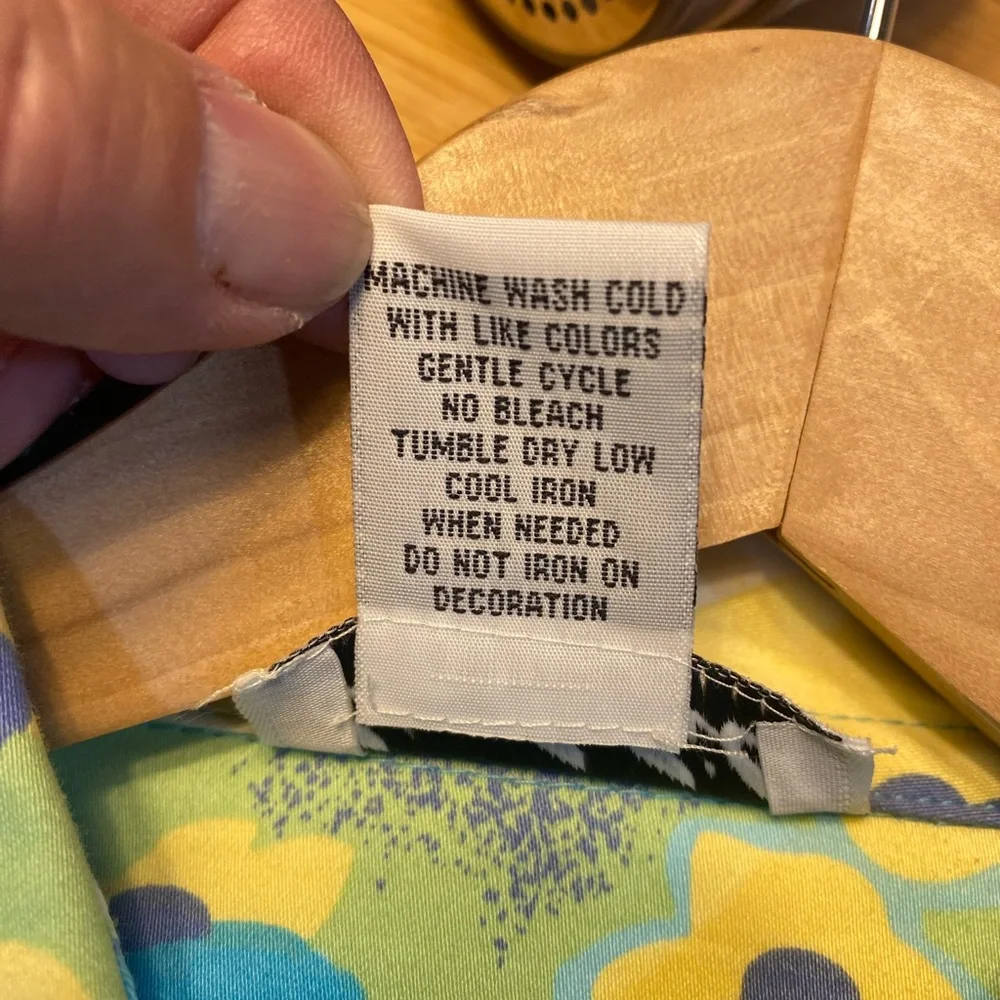 MACHINE WASH COLD
WITH LIKE COLORS
GENTLE CYCLE
NO BLEACH
TUMBLE DRY LOW
COOL IRON
WHEN NEEDED
DO NOT IRON ON
DECORATION